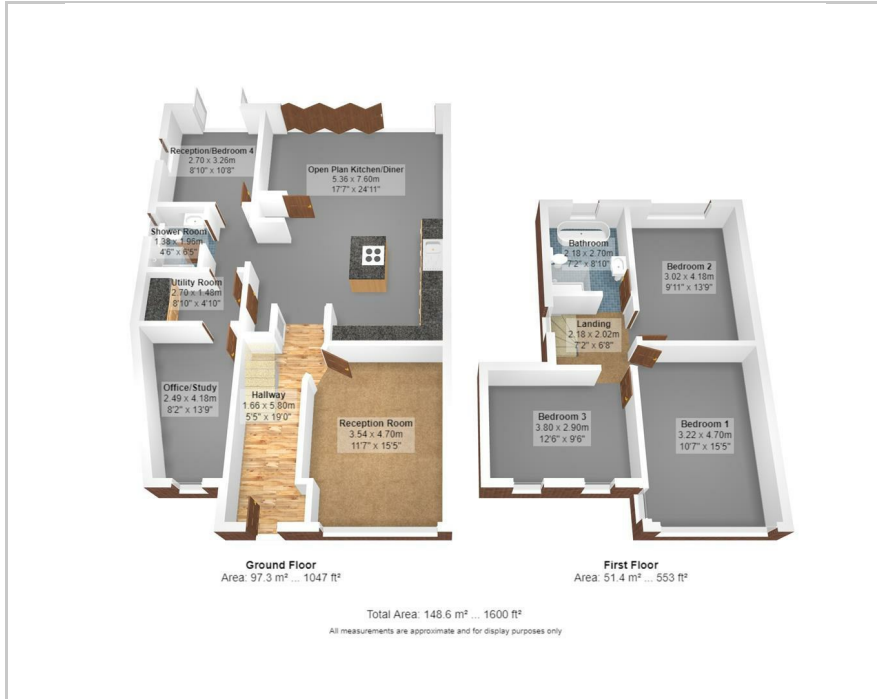 Reception/Bedroom 4
2.70 x 3.26m
8'10" x 10'8"
Open Plan Kitchen/Diner
5.36 x 7.60m
17'7" x 24'11"
Shower Room
1.38 x 1.96m
4'6" x 6'5"
Utility Room
2.70 x 1.48m
8'10" x 4'10"
Office/Study
2.49 x 4.18m
8'2" x 13'9"
Hallway
1.66 x 5.80m
5'5" x 19'0"
Reception Room
3.54 x 4.70m
11'7" x 15'5"
Ground Floor
Area: 97.3 m² ... 1047 ft²
Bathroom
2.18 x 2.70m
7'2" x 8'10"
Bedroom 2
3.02 x 4.18m
9'11" x 13'9"
Landing
2.18 x 2.02m
7'2" x 6'8"
Bedroom 3
3.80 x 2.90m
12'6" x 9'6"
Bedroom 1
3.22 x 4.70m
10'7" x 15'5"
First Floor
Area: 51.4 m² ... 553 ft²
Total Area: 148.6 m² ... 1600 ft²
All measurements are approximate and for display purposes only